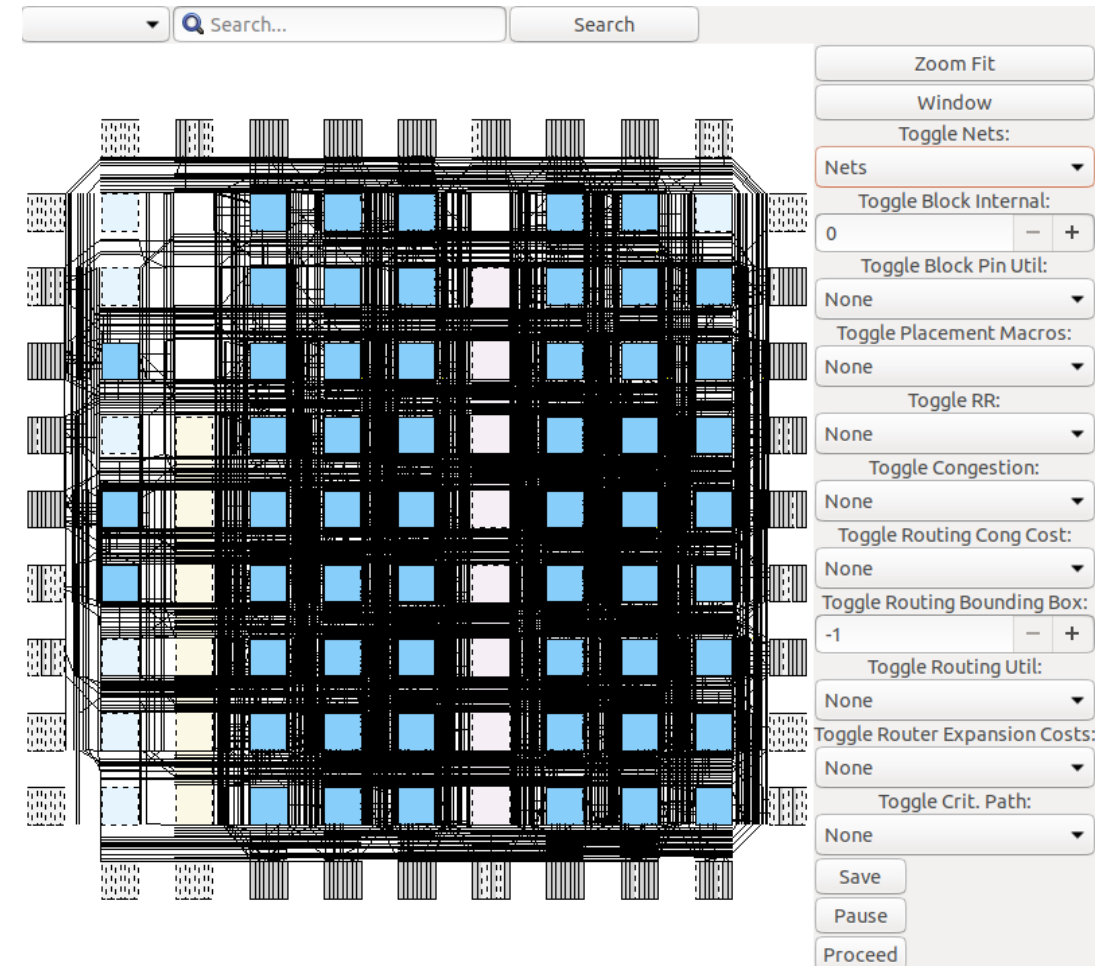 Search...
Search
Zoom Fit
Window
Toggle Nets:
Nets
Toggle Block Internal:
0
Toggle Block Pin Util:
None
Toggle Placement Macros:
None
Toggle RR:
None
Toggle Congestion:
None
Toggle Routing Cong Cost:
None
Toggle Routing Bounding Box:
-1
Toggle Routing Util:
None
Toggle Router Expansion Costs:
None
Toggle Crit. Path:
None
Save
Pause
Proceed